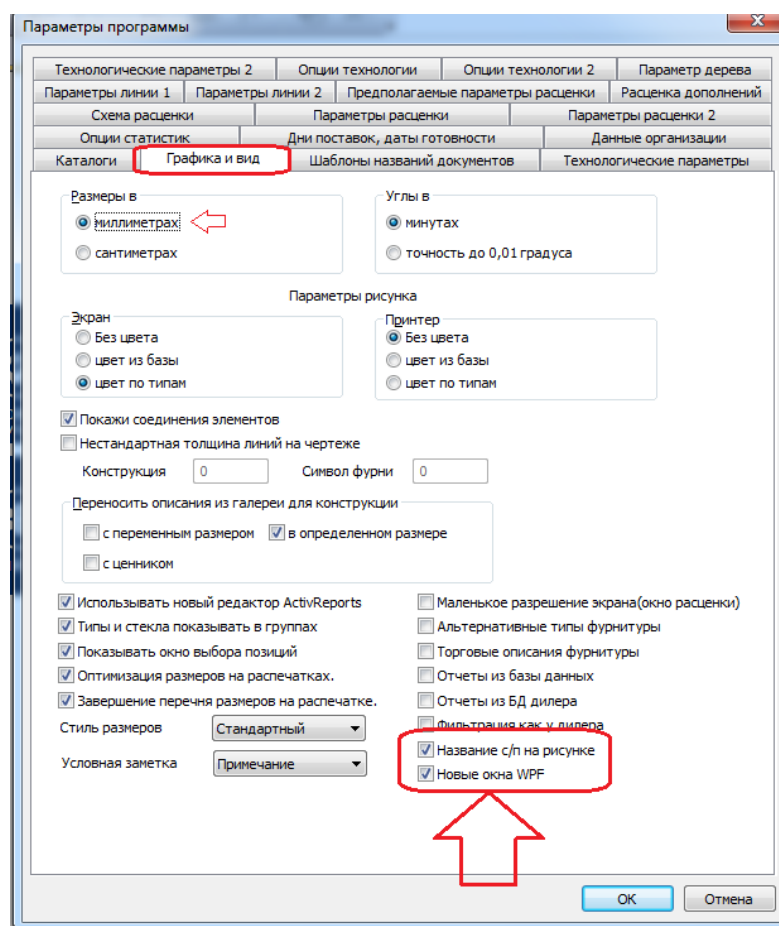 Параметры программы
Технологические параметры 2 Опции технологии Опции технологии 2 Параметр дерева
Параметры линии 1 Параметры линии 2 Предполагаемые параметры расценки Расценка дополнений
Схема расценки Параметры расценки Параметры расценки 2
Опции статистик Дни поставок, даты готовности Данные организации
Каталоги Графика и вид Шаблоны названий документов Технологические параметры
Размеры в Углы в
миллиметрах минутах
сантиметрах точность до 0,01 градуса
Параметры рисунка
Экран Принтер
Без цвета Без цвета
цвет из базы цвет из базы
цвет по типам цвет по типам
Покажи соединения элементов
Нестандартная толщина линий на чертеже
Конструкция 0 Символ фурни 0
Переносить описания из галереи для конструкции
с переменным размером в определенном размере
с ценником
Использовать новый редактор ActivReports Маленькое разрешение экрана(окно расценки)
Типы и стекла показывать в группах Альтернативные типы фурнитуры
Показывать окно выбора позиций Торговые описания фурнитуры
Оптимизация размеров на распечатках. Отчеты из базы данных
Завершение перечня размеров на распечатке. Отчеты из БД дилера
Стиль размеров Стандартный Фильтрация как у дилера
Название с/п на рисунке
Условная заметка Примечание Новые окна WPF
OK Отмена